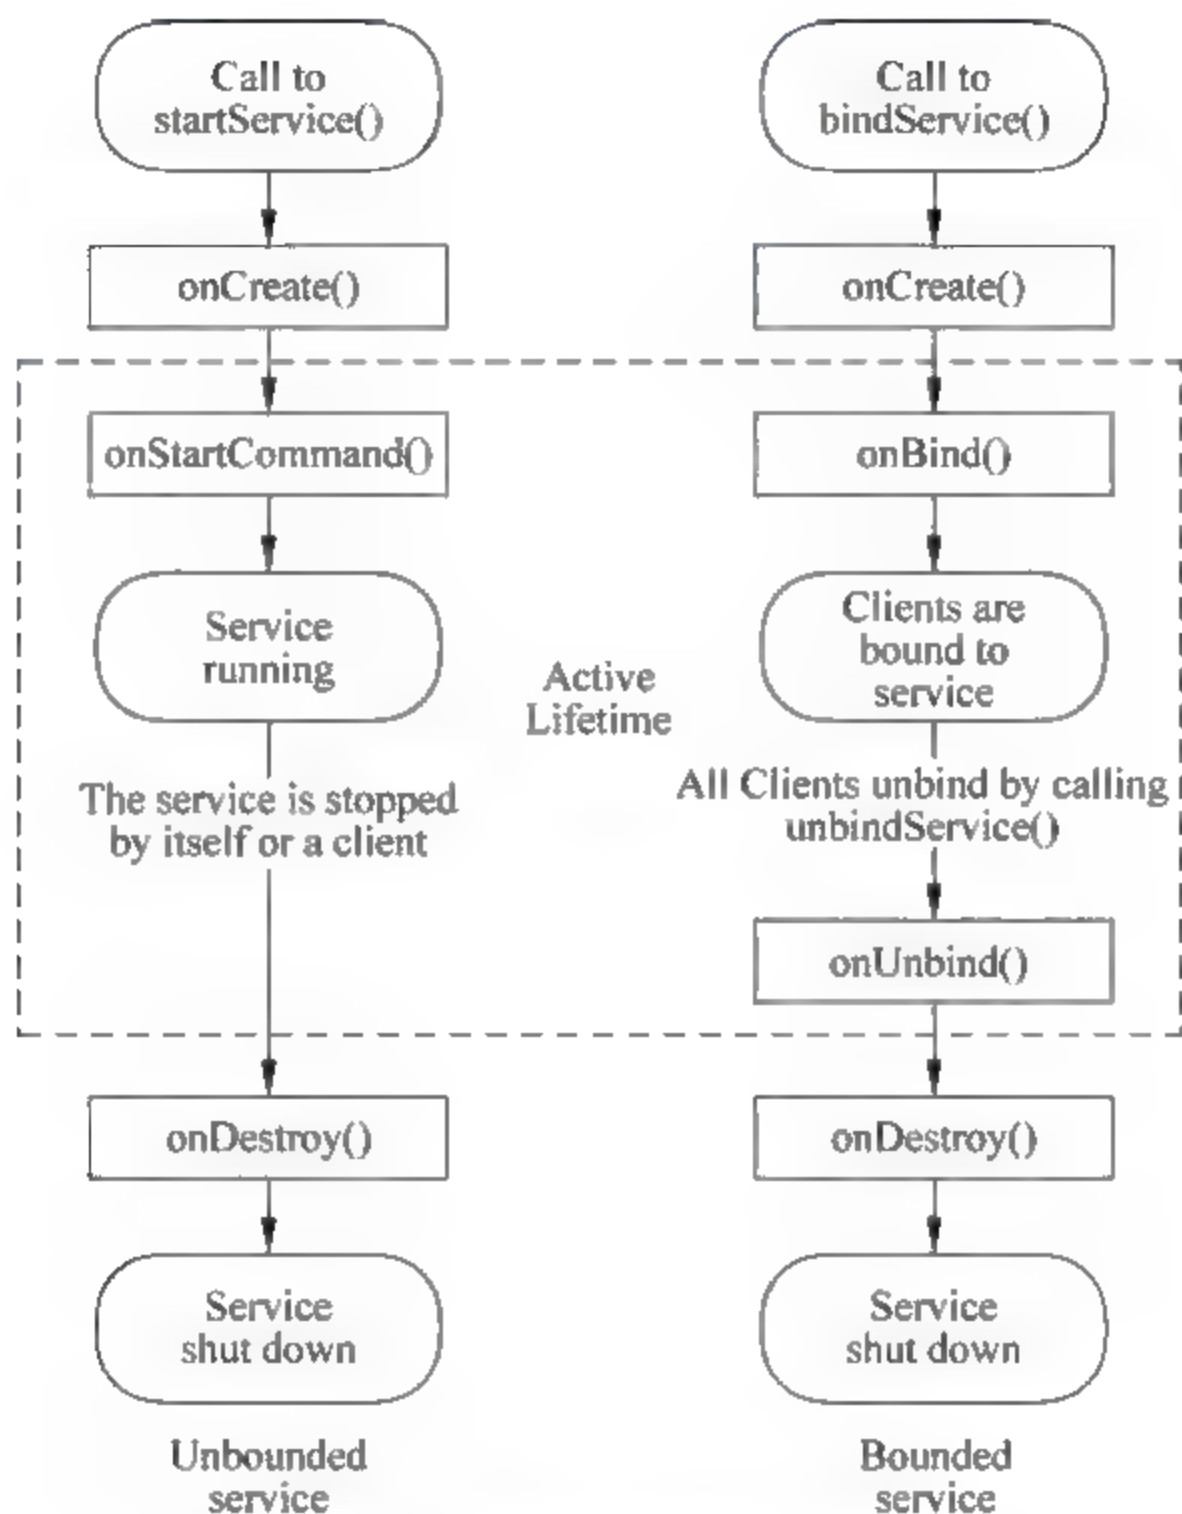 Call to
startService()
onCreate()
onStartCommand()
Service
running
The service is stopped
by itself or a client
onDestroy()
Service
shut down
Unbounded
service
Active
Lifetime
Call to
bindService()
onCreate()
onBind()
Clients are
bound to
service
All Clients unbind by calling
unbindService()
onUnbind()
onDestroy()
Service
shut down
Bounded
service